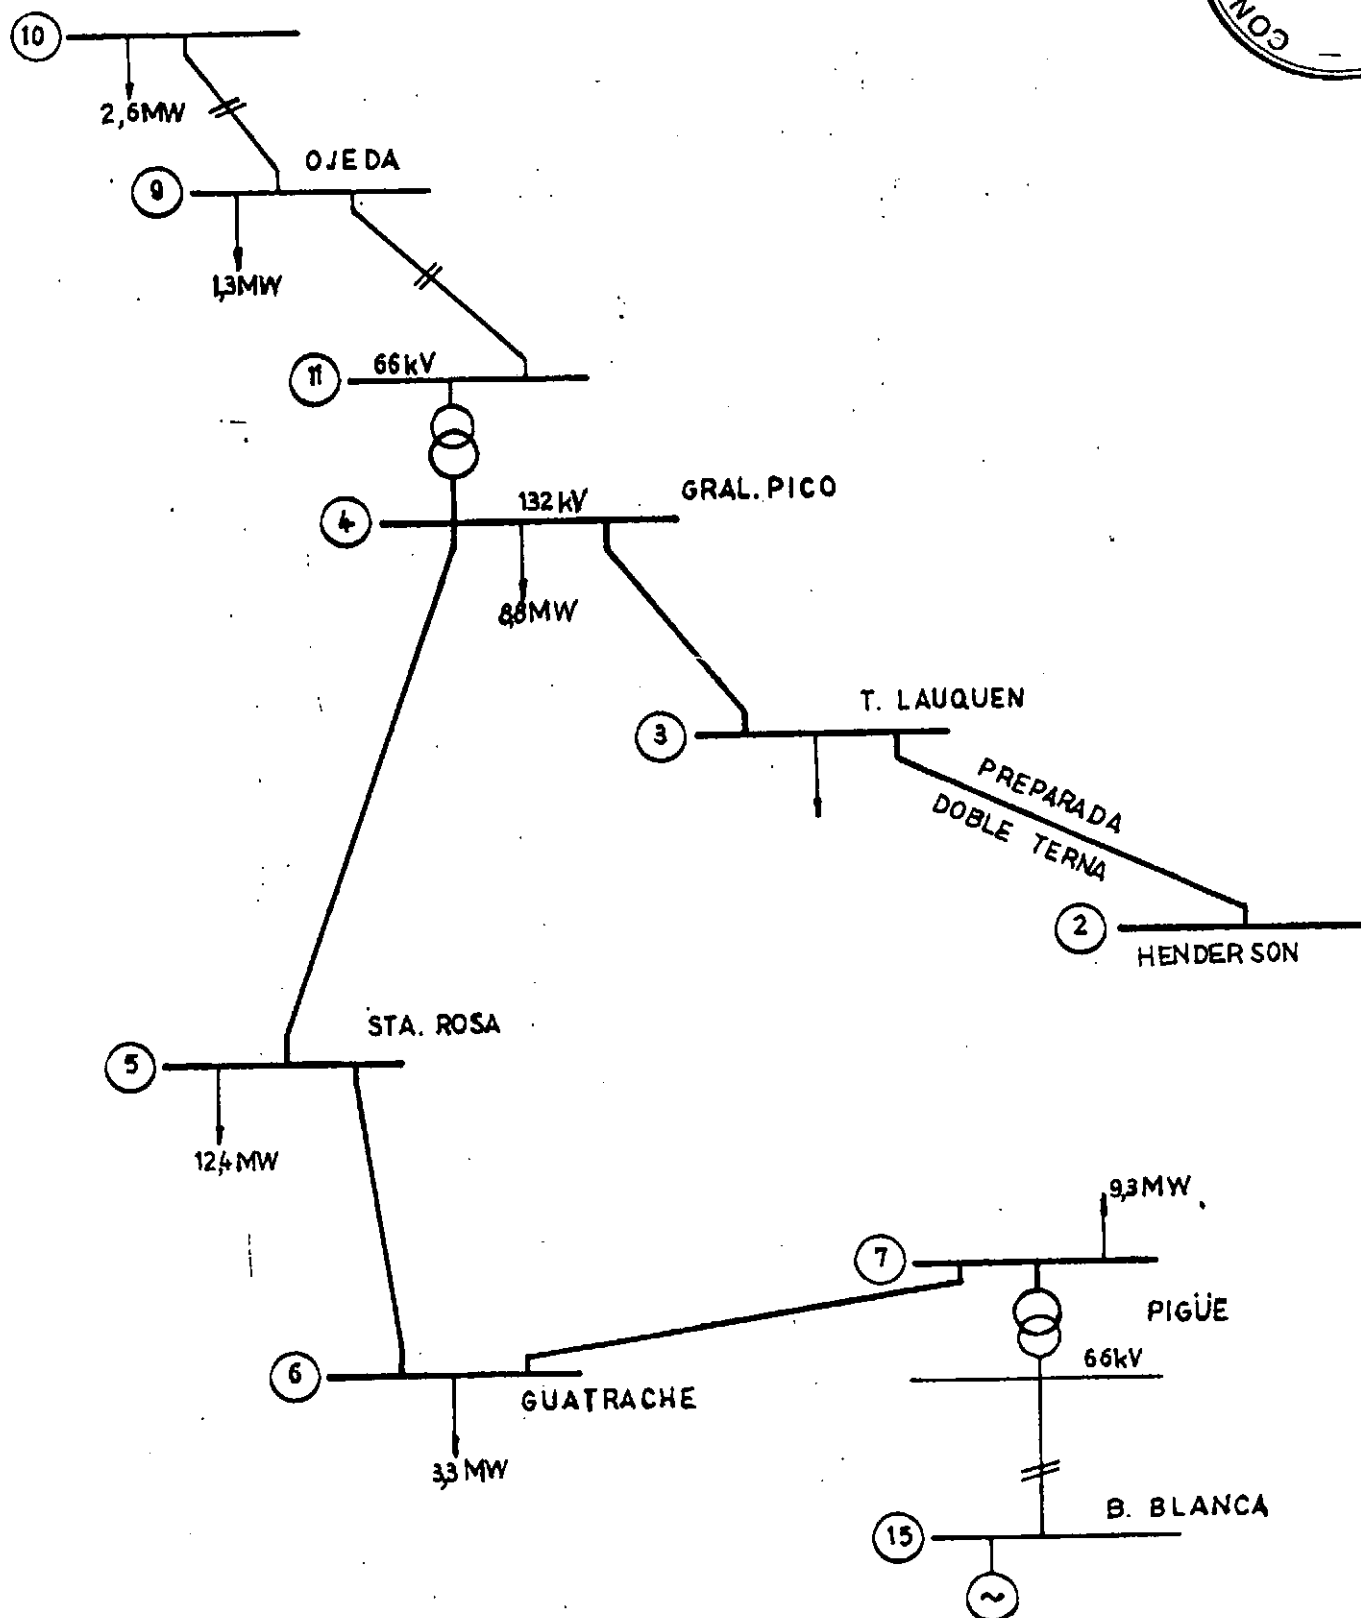 CON
10
2,6MW
OJEDA
9
1,3MW
11
66kV
4
132kV
GRAL. PICO
8,8MW
T. LAUQUEN
3
PREPARADA
DOBLE TERNA
2
HENDERSON
STA. ROSA
5
12,4MW
9,3MW
7
PIGÜE
66kV
6
GUATRACHE
3,3MW
B. BLANCA
15
~